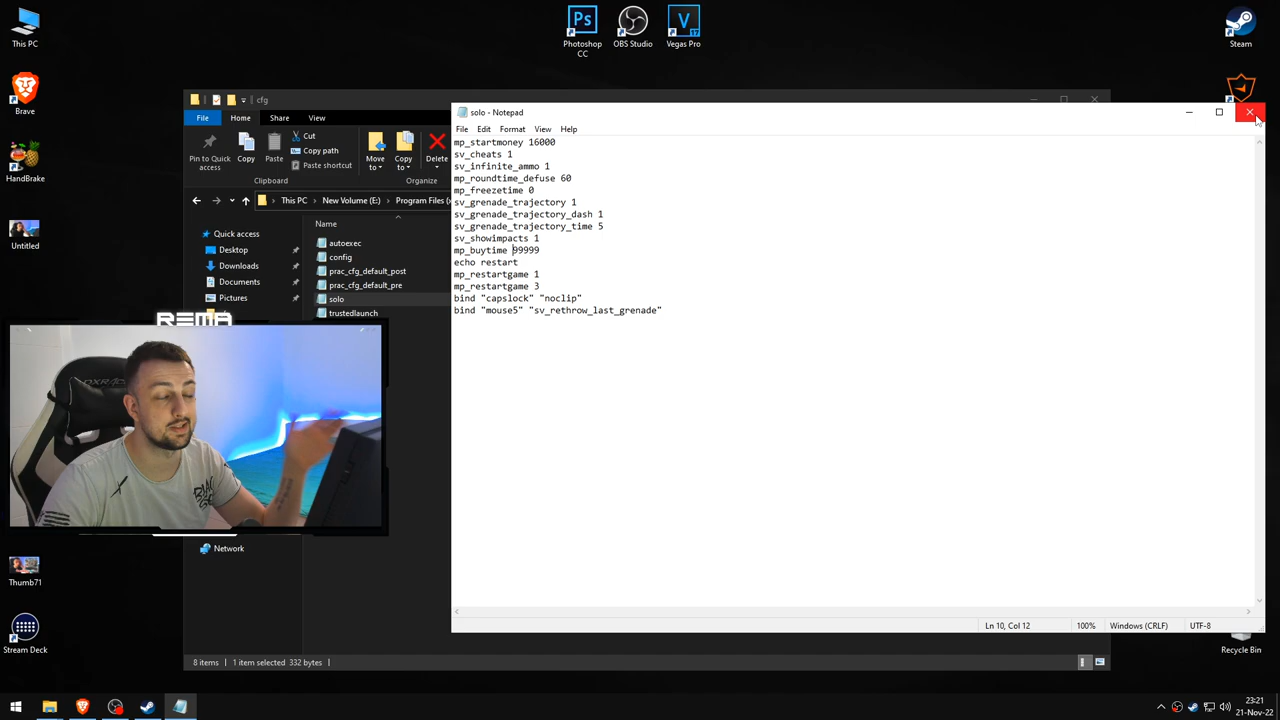 This PC
Photoshop
CC
OBS Studio
Vegas Pro
Steam
Brave
HandBrake
Untitled
Thumb71
Stream Deck
Recycle Bin
cfg
File
Home
Share
View
Pin to Quick
access
Copy
Paste
Cut
Copy path
Paste shortcut
Clipboard
Move
to
Copy
to
Delete
Organize
This PC
New Volume (E:)
Program Files (
Quick access
Desktop
Downloads
Documents
Pictures
Network
Name
autoexec
config
prac_cfg_default_post
prac_cfg_default_pre
solo
trustedlaunch
8 items
1 item selected 332 bytes
solo - Notepad
File
Edit
Format
View
Help
mp_startmoney 16000
sv_cheats 1
sv_infinite_ammo 1
mp_roundtime_defuse 60
mp_freezetime 0
sv_grenade_trajectory 1
sv_grenade_trajectory_dash 1
sv_grenade_trajectory_time 5
sv_showimpacts 1
mp_buytime 99999
echo restart
mp_restartgame 1
mp_restartgame 3
bind "capslock" "noclip"
bind "mouse5" "sv_rethrow_last_grenade"
Ln 10, Col 12
100%
Windows (CRLF)
UTF-8
REMA
DXRACER
23:21
21-Nov-22